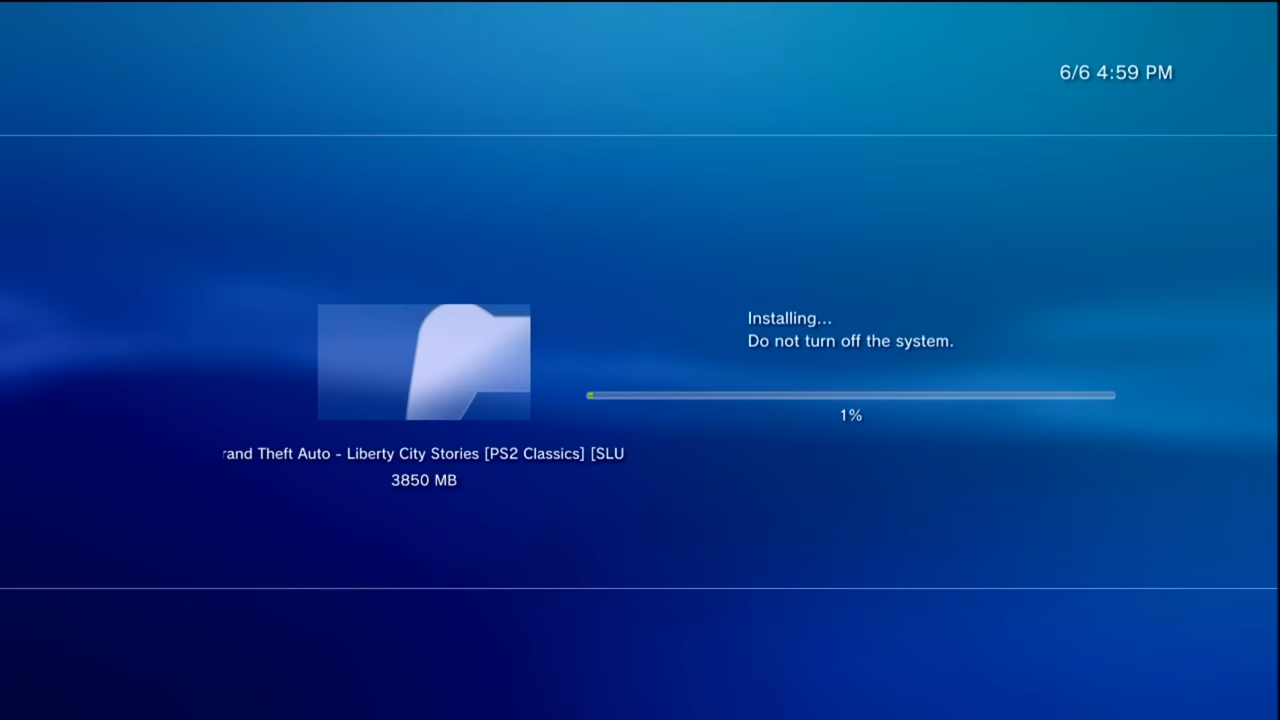 6/6 4:59 PM
Installing...
Do not turn off the system.
1%
rand Theft Auto - Liberty City Stories [PS2 Classics] [SLU
3850 MB